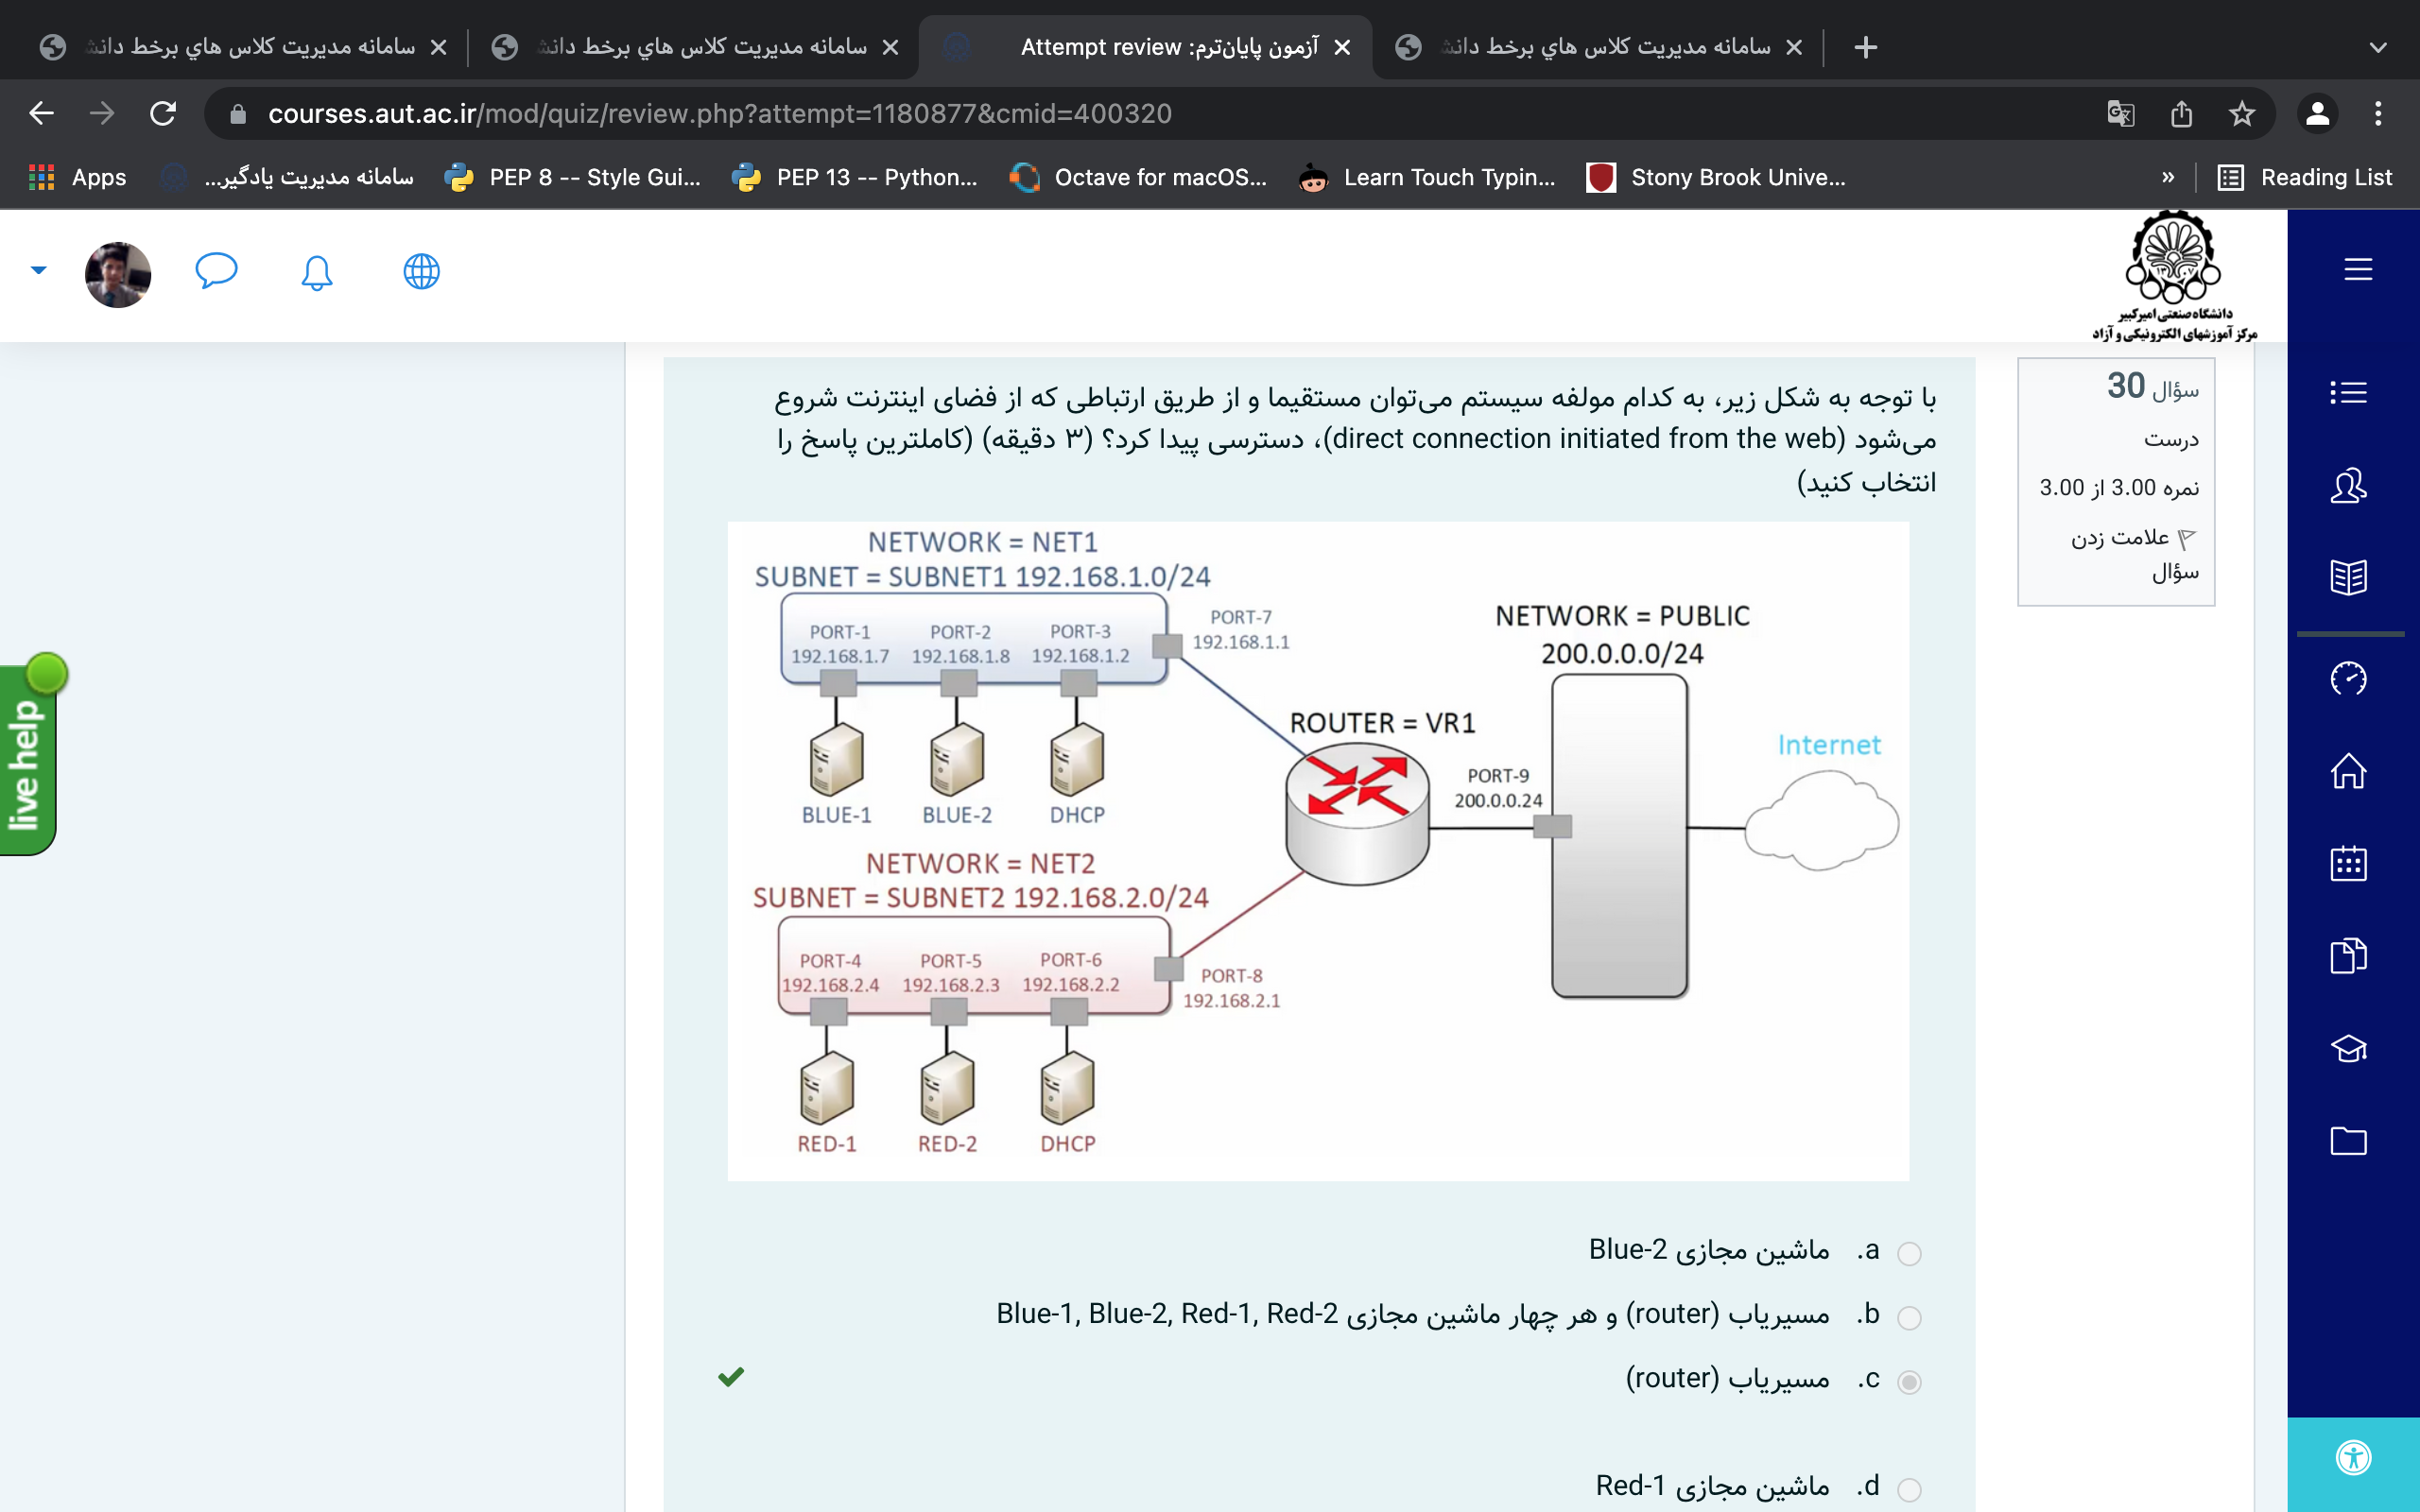 سامانه مدیریت کلاس هاي برخط دانش
سامانه مدیریت کلاس هاي برخط دانش
آزمون پایان‌ترم: Attempt review
سامانه مدیریت کلاس هاي برخط دانش
courses.aut.ac.ir/mod/quiz/review.php?attempt=1180877&cmid=400320
Apps
سامانه مدیریت یادگیر...
PEP 8 -- Style Gui...
PEP 13 -- Python...
Octave for macOS...
Learn Touch Typin...
Stony Brook Unive...
»
Reading List
دانشگاه صنعتی امیرکبیر
مرکز آموزشهای الکترونیکی و آزاد
سؤال 30
درست
نمره 3.00 از 3.00
علامت زدن
سؤال
با توجه به شکل زیر، به کدام مولفه سیستم می‌توان مستقیما و از طریق ارتباطی که از فضای اینترنت شروع
می‌شود (direct connection initiated from the web)، دسترسی پیدا کرد؟ (۳ دقیقه) (کاملترین پاسخ را
انتخاب کنید)
NETWORK = NET1
SUBNET = SUBNET1 192.168.1.0/24
PORT-1
192.168.1.7
PORT-2
192.168.1.8
PORT-3
192.168.1.2
PORT-7
192.168.1.1
BLUE-1
BLUE-2
DHCP
NETWORK = PUBLIC
200.0.0.0/24
ROUTER = VR1
PORT-9
200.0.0.24
Internet
NETWORK = NET2
SUBNET = SUBNET2 192.168.2.0/24
PORT-4
192.168.2.4
PORT-5
192.168.2.3
PORT-6
192.168.2.2
PORT-8
192.168.2.1
RED-1
RED-2
DHCP
a. ماشین مجازی Blue-2
b. مسیریاب (router) و هر چهار ماشین مجازی Blue-1, Blue-2, Red-1, Red-2
c. مسیریاب (router)
d. ماشین مجازی Red-1
live help